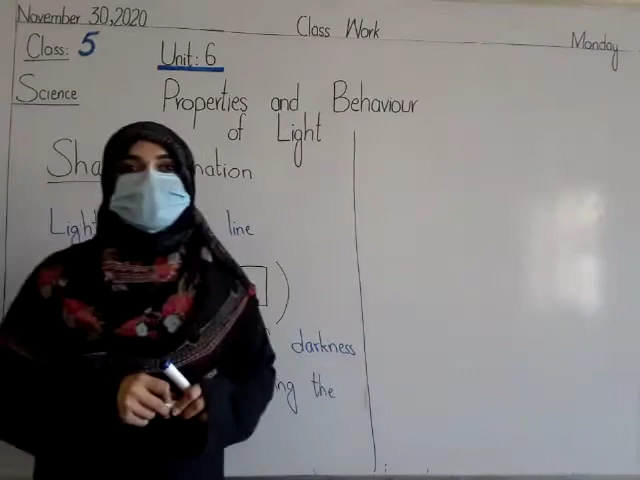 November 30,2020
Class Work
Monday
Class: 5
Unit: 6
Science
Properties and Behaviour
of Light
Sha nation
Light line
darkness
ng the